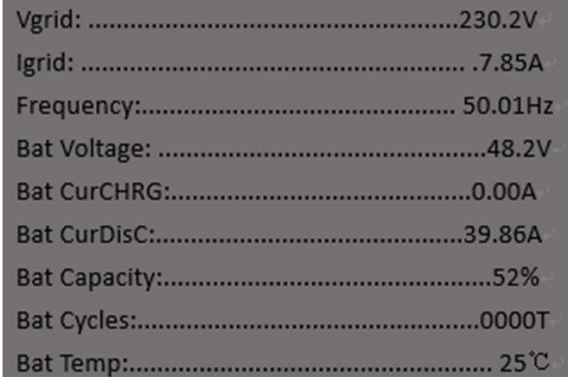 Vgrid: ..................................................230.2V
Igrid: .................................................. .7.85A
Frequency:......................................... 50.01Hz
Bat Voltage: ...........................................48.2V
Bat CurCHRG:.......................................0.00A
Bat CurDisC:.........................................39.86A
Bat Capacity:...........................................52%
Bat Cycles:.............................................0000T
Bat Temp:................................................ 25℃